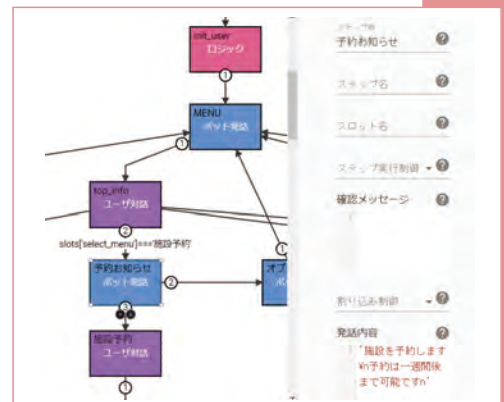 init_user
ロジック
1
MENU
ボット発話
1
top_info
ユーザ対話
2
slots[select_menu]==='施設予約'
予約お知らせ
ボット発話
2
3
オプ
ボ
1
施設予約
ユーザ対話
1
ステップID
予約お知らせ
ステップ名
スロット名
ステップ実行制御
確認メッセージ
割り込み制御
発話内容
'施設を予約します
¥n予約は一週間後
まで可能ですn'